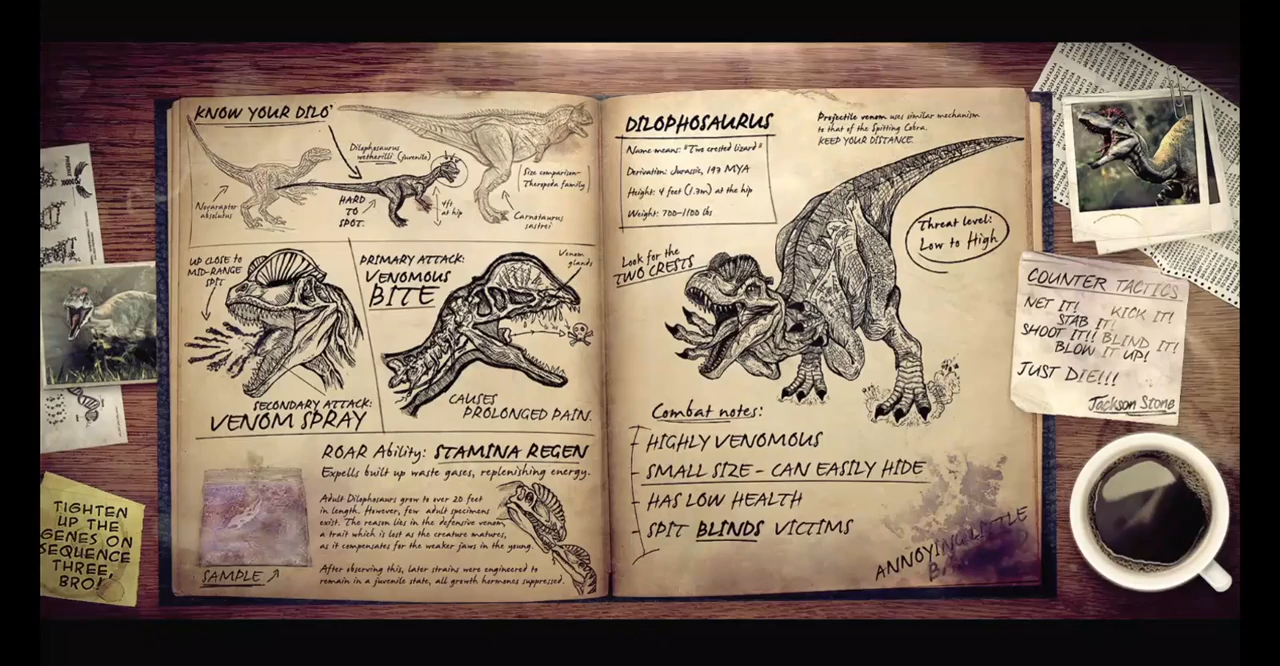 KNOW YOUR DILO'
Dilophosaurus
wetherilli (juvenile)
Size comparison-
Theropoda family
Novaraptor
absolutus
HARD
TO
SPOT.
4ft
at hip
Carnotaurus
sastrei
UP CLOSE TO
MID-RANGE
SPIT
SECONDARY ATTACK:
VENOM SPRAY
PRIMARY ATTACK:
VENOMOUS
BITE
Venom
glands
CAUSES
PROLONGED PAIN.
ROAR Ability: STAMINA REGEN
Expells built up waste gases, replenishing energy.
Adult Dilophosaurs grow to over 20 feet
in length. However, few adult specimens
exist. The reason lies in the defensive venom,
a trait which is lost as the creature matures,
as it compensates for the weaker jaws in the young.
After observing this, later strains were engineered to
remain in a juvenile state, all growth hormones suppressed.
SAMPLE
DILOPHOSAURUS
Name means: "Two crested lizard"
Derivation: Jurassic, 193 MYA
Height: 4 feet (1.3m) at the hip
Weight: 700-1100 lbs
Projectile venom uses similar mechanism
to that of the Spitting Cobra.
KEEP YOUR DISTANCE.
Threat level:
Low to High
Look for the
TWO CRESTS
Combat notes:
- HIGHLY VENOMOUS
- SMALL SIZE - CAN EASILY HIDE
- HAS LOW HEALTH
- SPIT BLINDS VICTIMS
ANNOYING LITTLE
COUNTER TACTICS
NET IT! KICK IT!
STAB IT!
SHOOT IT!! BLIND IT!
BLOW IT UP!
JUST DIE!!!
Jackson Stone
TIGHTEN
UP THE
GENES ON
SEQUENCE
THREE,
BRO!